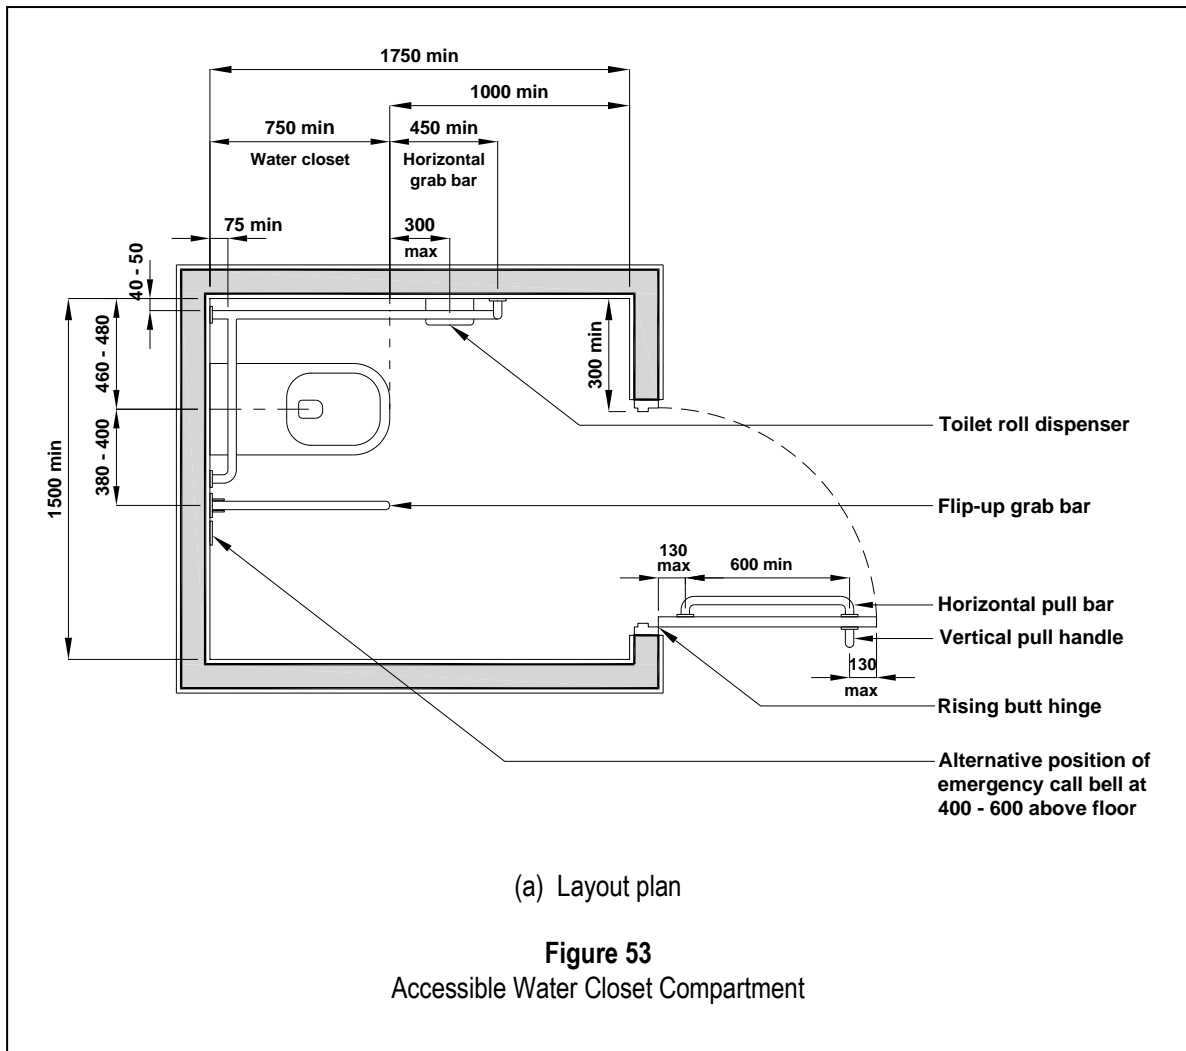 1750 min
1000 min
750 min
450 min
Water closet
Horizontal
grab bar
75 min
300
max
40 - 50
460 - 480
380 - 400
1500 min
300 min
Toilet roll dispenser
Flip-up grab bar
130
max
600 min
Horizontal pull bar
Vertical pull handle
130
max
Rising butt hinge
Alternative position of
emergency call bell at
400 - 600 above floor
(a) Layout plan
Figure 53
Accessible Water Closet Compartment